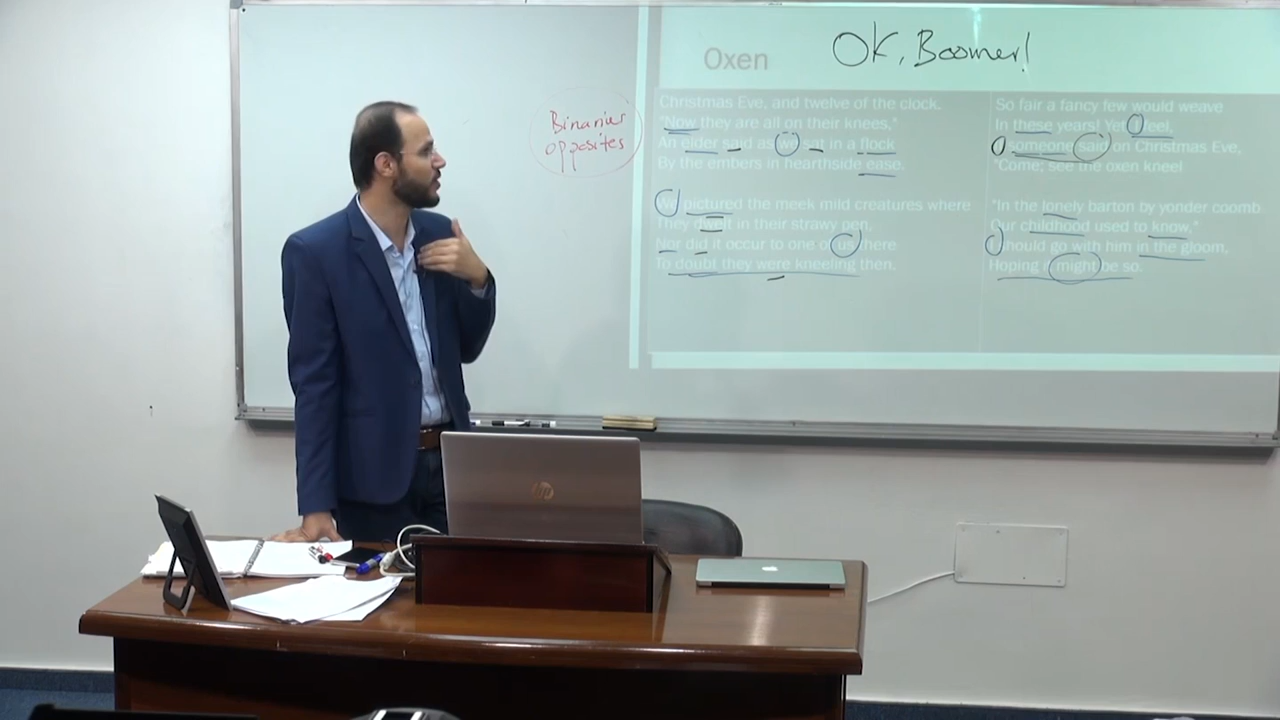 OK, Boomer!
Oxen
Binaries
opposites
Christmas Eve, and twelve of the clock.
"Now they are all on their knees,"
An elder said as we sat in a flock
By the embers in hearthside ease.
We pictured the meek mild creatures where
They dwelt in their strawy pen,
Nor did it occur to one of us there
To doubt they were kneeling then.
So fair a fancy few would weave
In these years! Yet, I feel,
If someone said on Christmas Eve,
"Come; see the oxen kneel
"In the lonely barton by yonder coomb
Our childhood used to know,"
I should go with him in the gloom,
Hoping it might be so.
hp